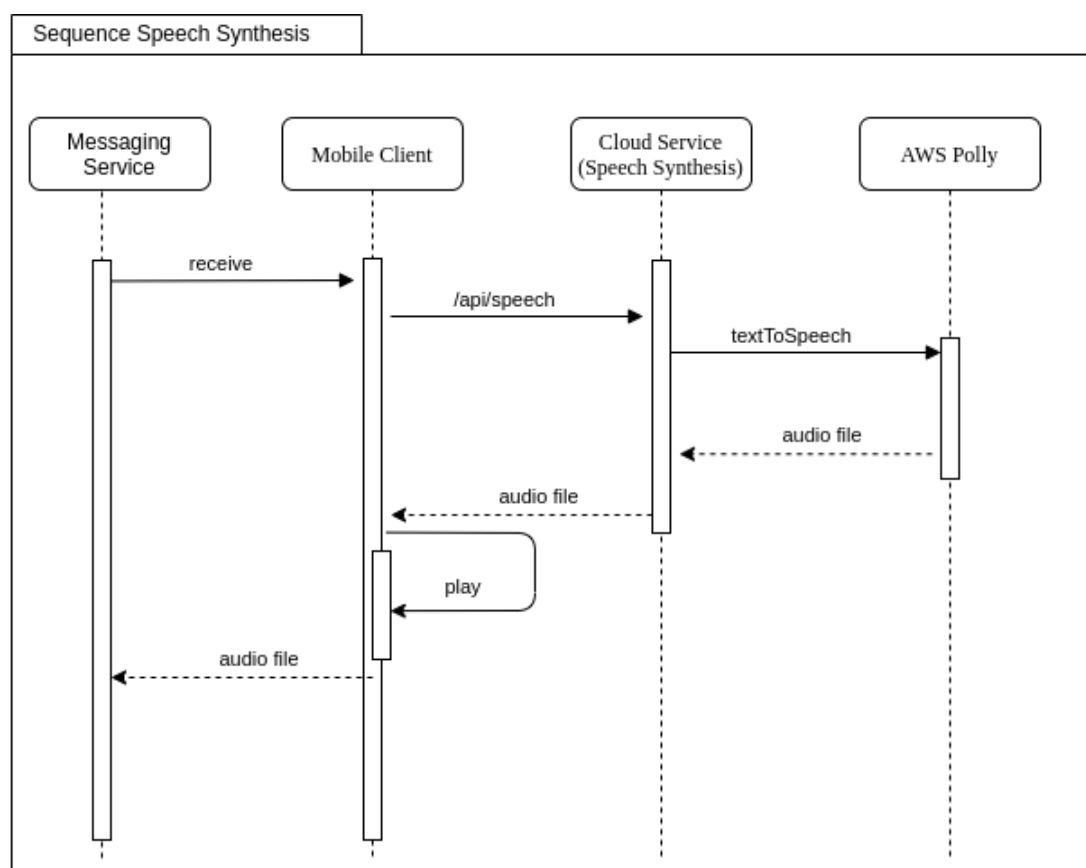 Sequence Speech Synthesis
Messaging
Service
Mobile Client
Cloud Service
(Speech Synthesis)
AWS Polly
receive
/api/speech
textToSpeech
audio file
audio file
play
audio file